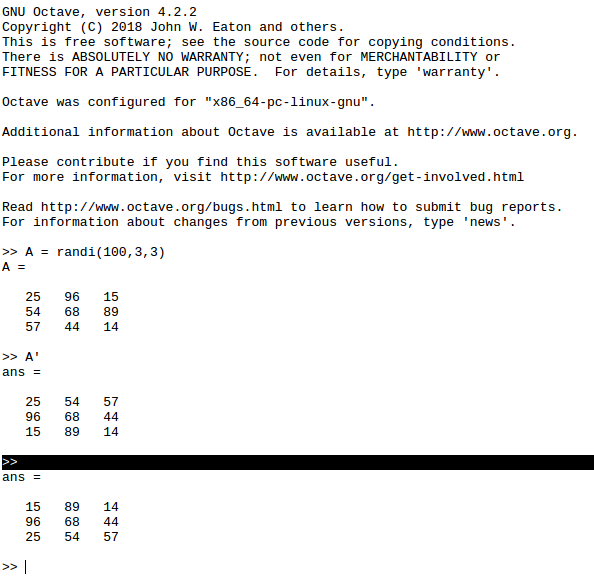 GNU Octave, version 4.2.2
Copyright (C) 2018 John W. Eaton and others.
This is free software; see the source code for copying conditions.
There is ABSOLUTELY NO WARRANTY; not even for MERCHANTABILITY or
FITNESS FOR A PARTICULAR PURPOSE.  For details, type 'warranty'.
Octave was configured for "x86_64-pc-linux-gnu".
Additional information about Octave is available at http://www.octave.org.
Please contribute if you find this software useful.
For more information, visit http://www.octave.org/get-involved.html
Read http://www.octave.org/bugs.html to learn how to submit bug reports.
For information about changes from previous versions, type 'news'.
>> A = randi(100,3,3)
A =
25   96   15
54   68   89
57   44   14
>> A'
ans =
25   54   57
96   68   44
15   89   14
>>
ans =
15   89   14
96   68   44
25   54   57
>>